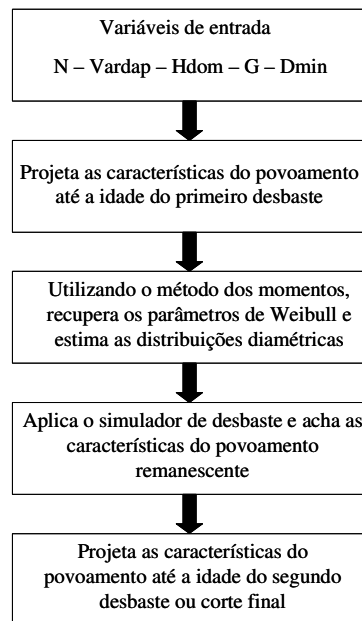 Variáveis de entrada
N – Vardap – Hdom – G – Dmin
Projeta as características do povoamento
até a idade do primeiro desbaste
Utilizando o método dos momentos,
recupera os parâmetros de Weibull e
estima as distribuições diamétricas
Aplica o simulador de desbaste e acha as
características do povoamento
remanescente
Projeta as características do
povoamento até a idade do segundo
desbaste ou corte final